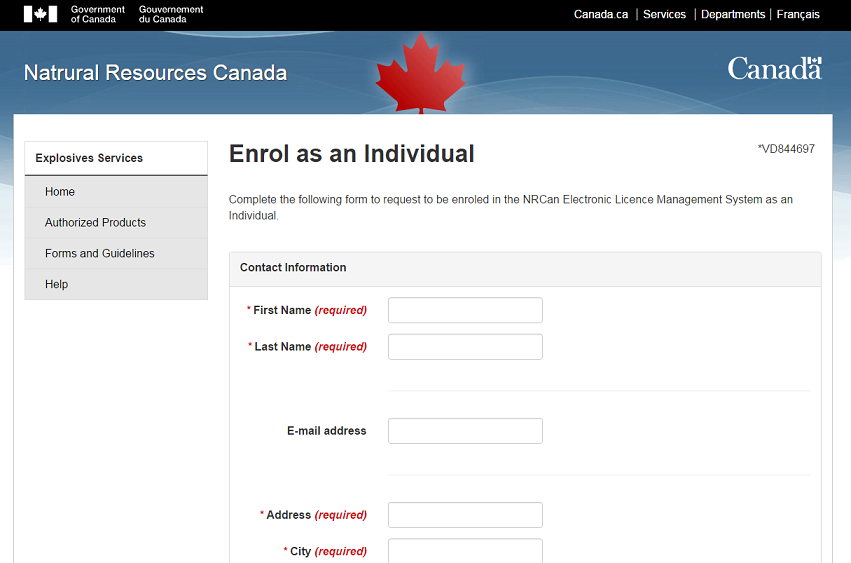 Government of Canada
Gouvernement du Canada
Canada.ca | Services | Departments | Français
Natrural Resources Canada
Canada
Explosives Services
Home
Authorized Products
Forms and Guidelines
Help
Enrol as an Individual
*VD844697
Complete the following form to request to be enroled in the NRCan Electronic Licence Management System as an
Individual.
Contact Information
* First Name (required)
* Last Name (required)
E-mail address
* Address (required)
* City (required)